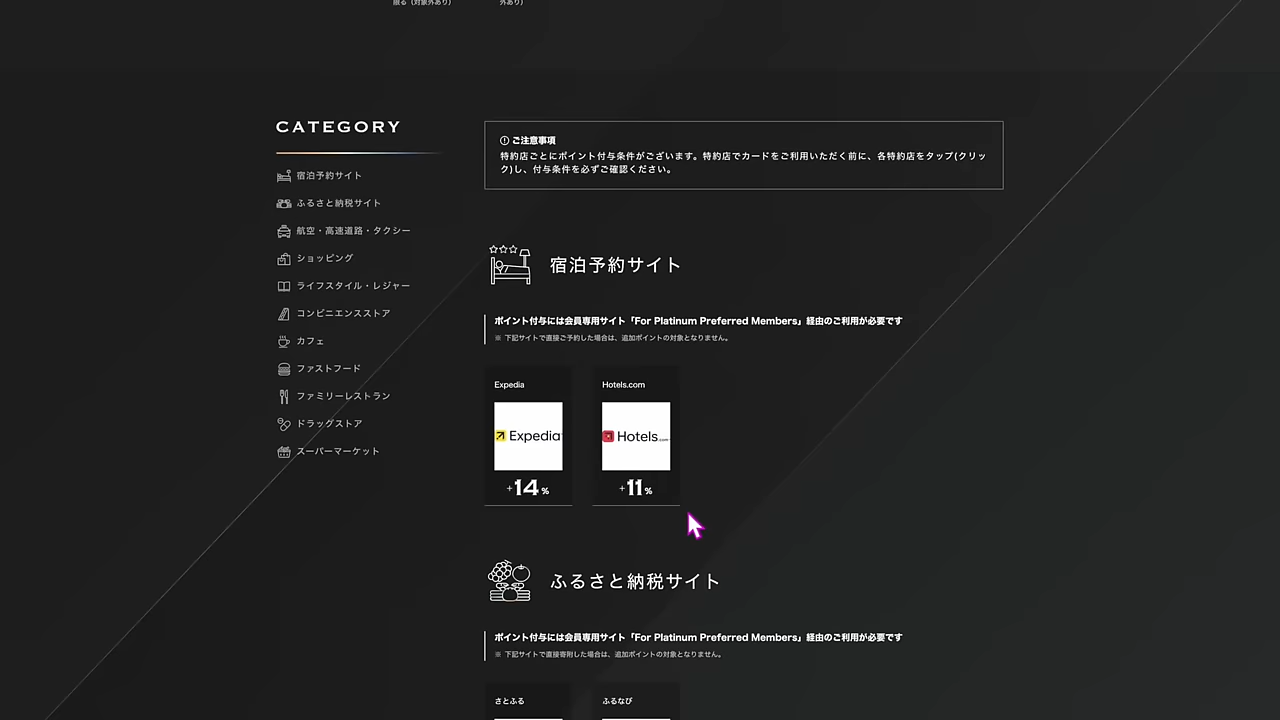 限る（対象外あり）
外あり）
CATEGORY
宿泊予約サイト
ふるさと納税サイト
航空・高速道路・タクシー
ショッピング
ライフスタイル・レジャー
コンビニエンスストア
カフェ
ファストフード
ファミリーレストラン
ドラッグストア
スーパーマーケット
ご注意事項
特約店ごとにポイント付与条件がございます。特約店でカードをご利用いただく前に、各特約店をタップ(クリッ
ク)し、付与条件を必ずご確認ください。
宿泊予約サイト
ポイント付与には会員専用サイト「For Platinum Preferred Members」経由のご利用が必要です
※ 下記サイトで直接ご予約した場合は、追加ポイントの対象となりません。
Expedia
Hotels.com
Expedia
Hotels.com
+14%
+11%
ふるさと納税サイト
ポイント付与には会員専用サイト「For Platinum Preferred Members」経由のご利用が必要です
※ 下記サイトで直接寄附した場合は、追加ポイントの対象となりません。
さとふる
ふるなび